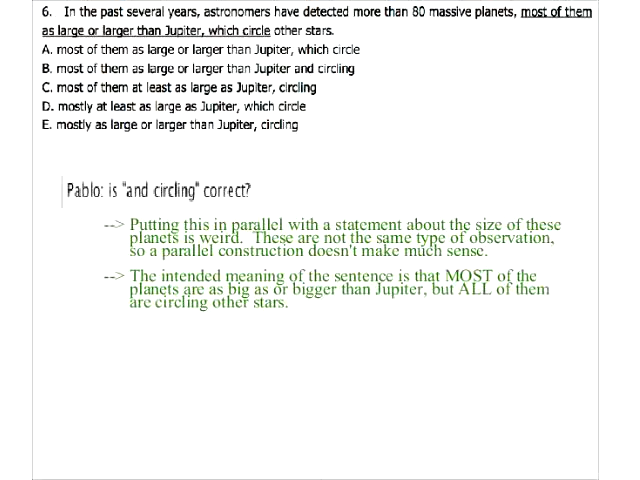 6. In the past several years, astronomers have detected more than 80 massive planets, most of them
as large or larger than Jupiter, which circle other stars.
A. most of them as large or larger than Jupiter, which circle
B. most of them as large or larger than Jupiter and circling
C. most of them at least as large as Jupiter, circling
D. mostly at least as large as Jupiter, which circle
E. mostly as large or larger than Jupiter, circling
Pablo: is "and circling" correct?
--> Putting this in parallel with a statement about the size of these
planets is weird. These are not the same type of observation,
so a parallel construction doesn't make much sense.
--> The intended meaning of the sentence is that MOST of the
planets are as big as or bigger than Jupiter, but ALL of them
are circling other stars.